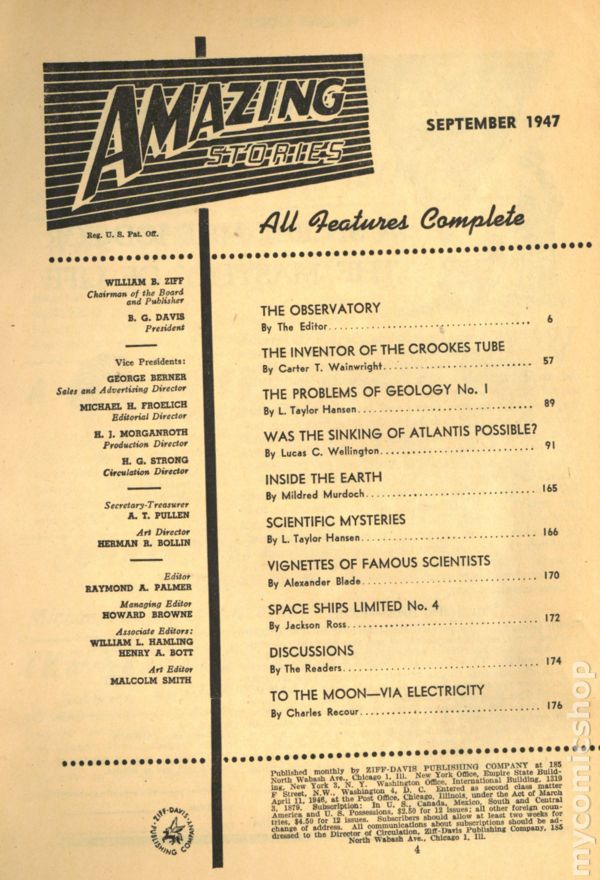 AMAZING
STORIES
Reg. U. S. Pat. Off.
SEPTEMBER 1947
All Features Complete
WILLIAM B. ZIFF
Chairman of the Board
and Publisher
B. G. DAVIS
President
Vice Presidents:
GEORGE BERNER
Sales and Advertising Director
MICHAEL H. FROELICH
Editorial Director
H. J. MORGANROTH
Production Director
H. G. STRONG
Circulation Director
Secretary-Treasurer
A. T. PULLEN
Art Director
HERMAN R. BOLLIN
Editor
RAYMOND A. PALMER
Managing Editor
HOWARD BROWNE
Associate Editors:
WILLIAM L. HAMLING
HENRY A. BOTT
Art Editor
MALCOLM SMITH
THE OBSERVATORY
By The Editor 6
THE INVENTOR OF THE CROOKES TUBE
By Carter T. Wainwright 57
THE PROBLEMS OF GEOLOGY No. 1
By L. Taylor Hansen 89
WAS THE SINKING OF ATLANTIS POSSIBLE?
By Lucas C. Wellington 91
INSIDE THE EARTH
By Mildred Murdoch 165
SCIENTIFIC MYSTERIES
By L. Taylor Hansen 166
VIGNETTES OF FAMOUS SCIENTISTS
By Alexander Blade 170
SPACE SHIPS LIMITED No. 4
By Jackson Ross 172
DISCUSSIONS
By The Readers 174
TO THE MOON—VIA ELECTRICITY
By Charles Recour 176
ZIFF-DAVIS
PUBLISHING COMPANY
Published monthly by ZIFF-DAVIS PUBLISHING COMPANY at 185
North Wabash Ave., Chicago 1, Ill. New York Office, Empire State Build-
ing, New York 3, N. Y. Washington Office, International Building, 1319
F Street, N.W., Washington 4, D. C. Entered as second class matter
April 11, 1946, at the Post Office, Chicago, Illinois, under the Act of March
3, 1879. Subscription: In U. S., Canada, Mexico, South and Central
America and U. S. Possessions, $2.50 for 12 issues; all other foreign coun-
tries, $4.50 for 12 issues. Subscribers should allow at least two weeks for
change of address. All communications about subscriptions should be ad-
dressed to the Director of Circulation, Ziff-Davis Publishing Company, 185
North Wabash Ave., Chicago 1, Ill.
4
mycomicshop